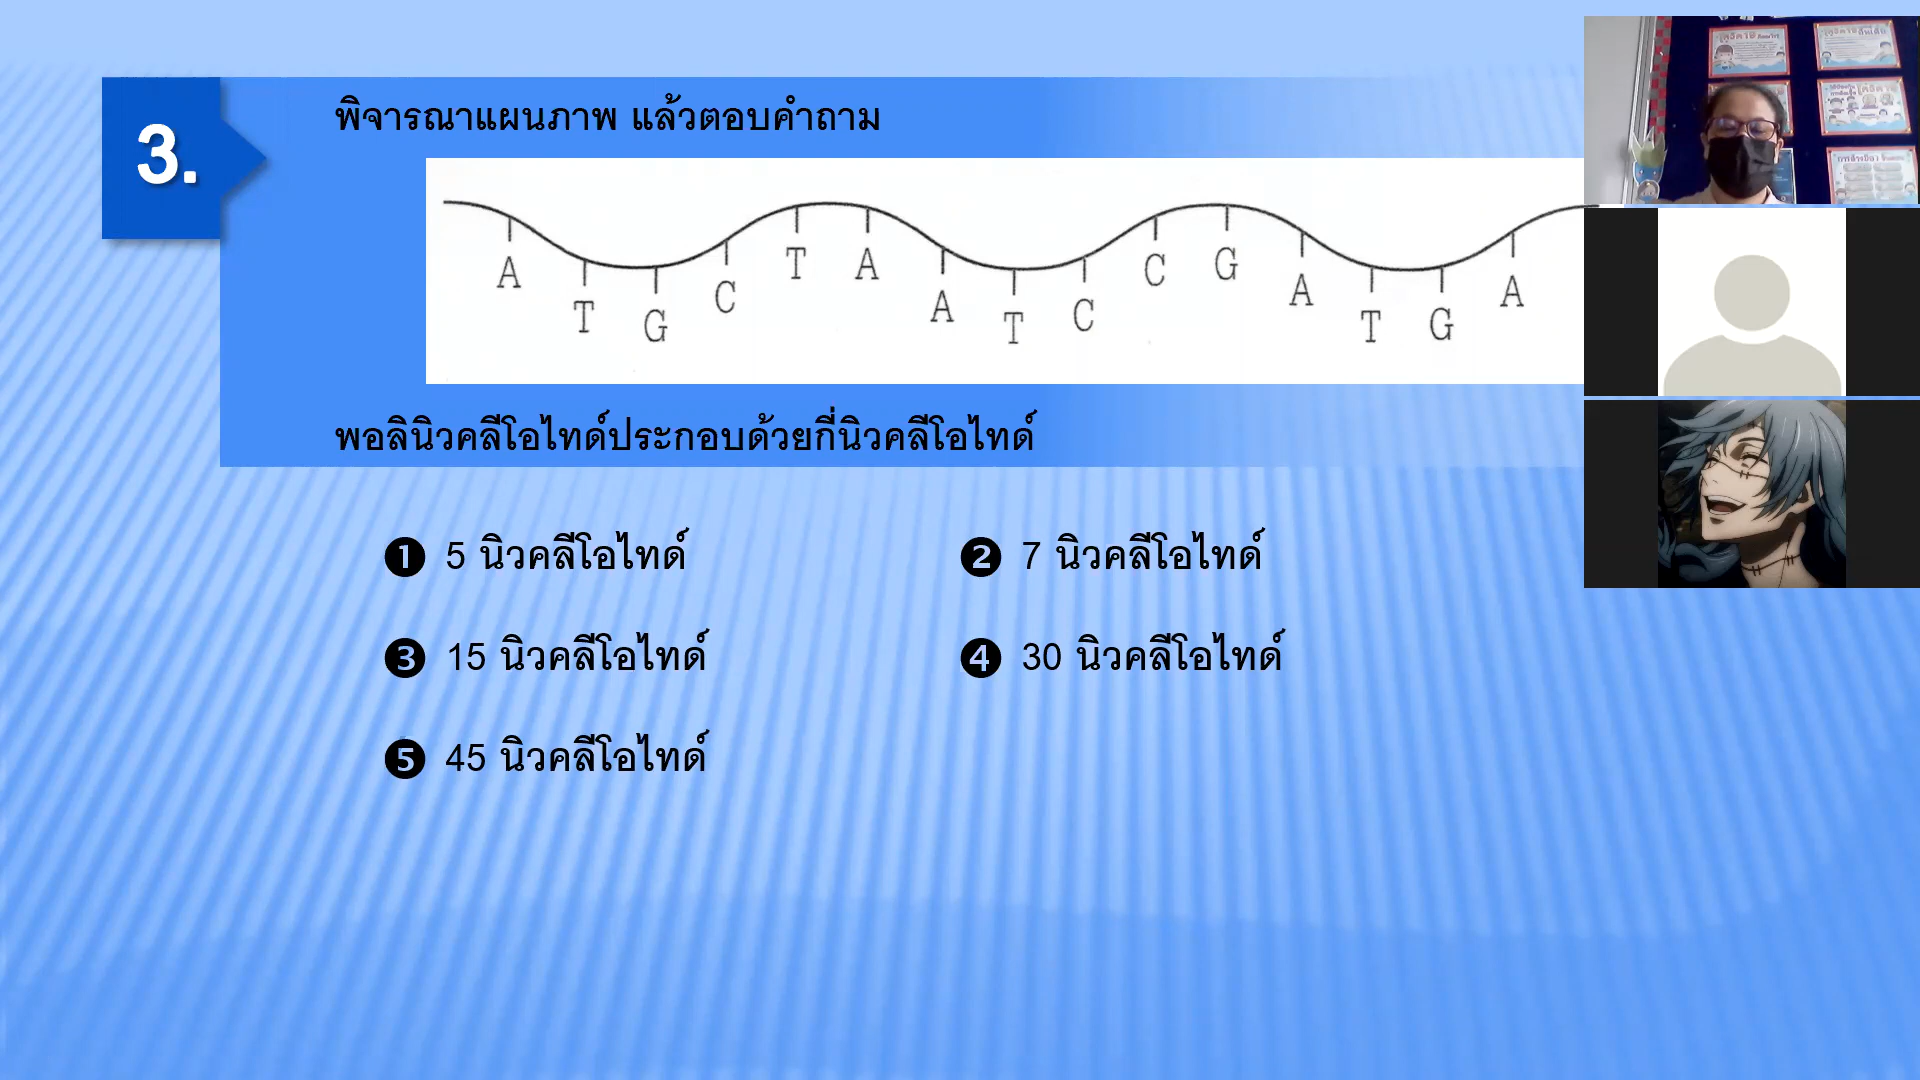 3.
พิจารณาแผนภาพ แล้วตอบคำถาม
A T G C T A A T C C G A T G A
พอลินิวคลีโอไทด์ประกอบด้วยกี่นิวคลีโอไทด์
❶ 5 นิวคลีโอไทด์
❷ 7 นิวคลีโอไทด์
❸ 15 นิวคลีโอไทด์
❹ 30 นิวคลีโอไทด์
❺ 45 นิวคลีโอไทด์